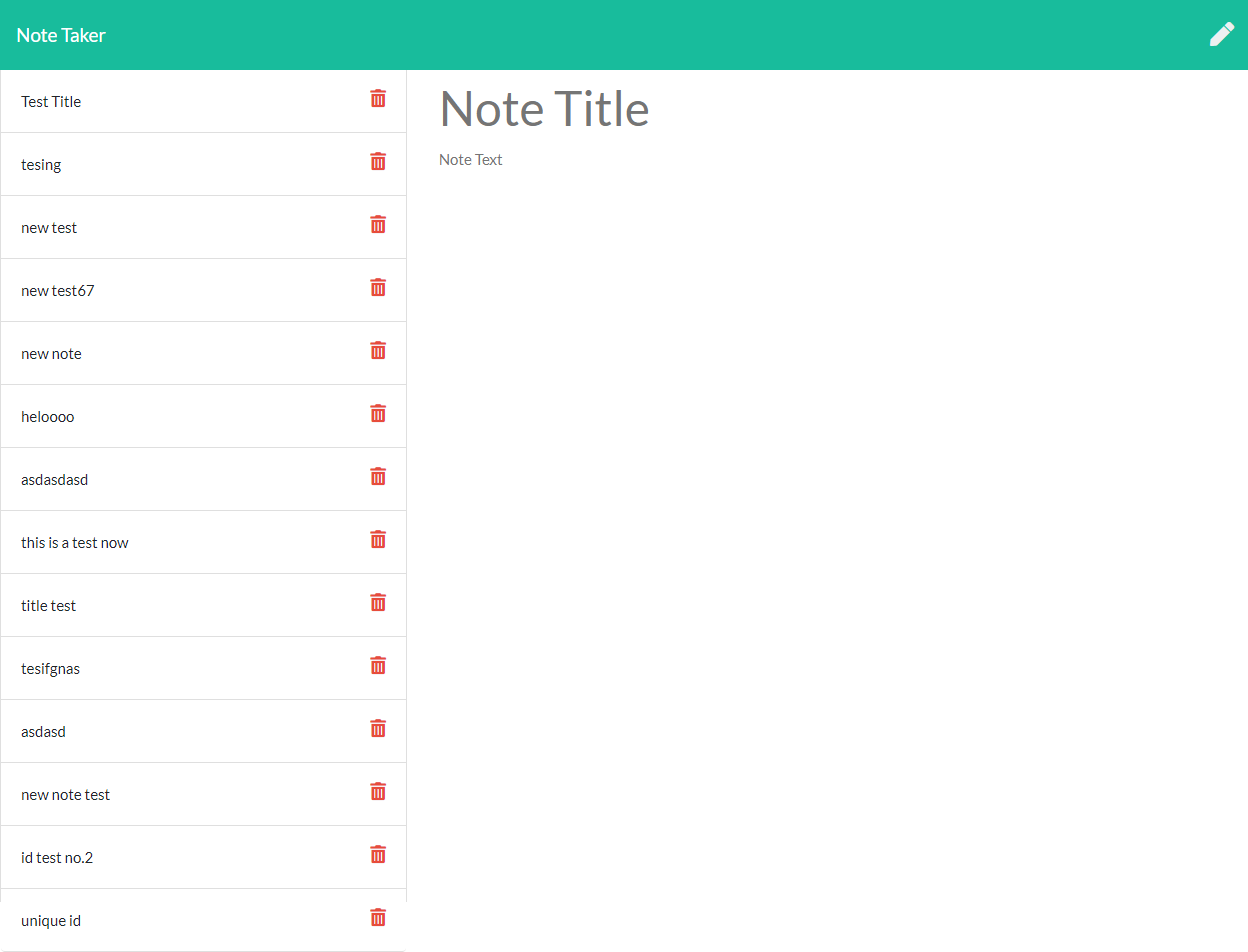 Note Taker
Test Title
tesing
new test
new test67
new note
heloooo
asdasdasd
this is a test now
title test
tesifgnas
asdasd
new note test
id test no.2
unique id
Note Title
Note Text